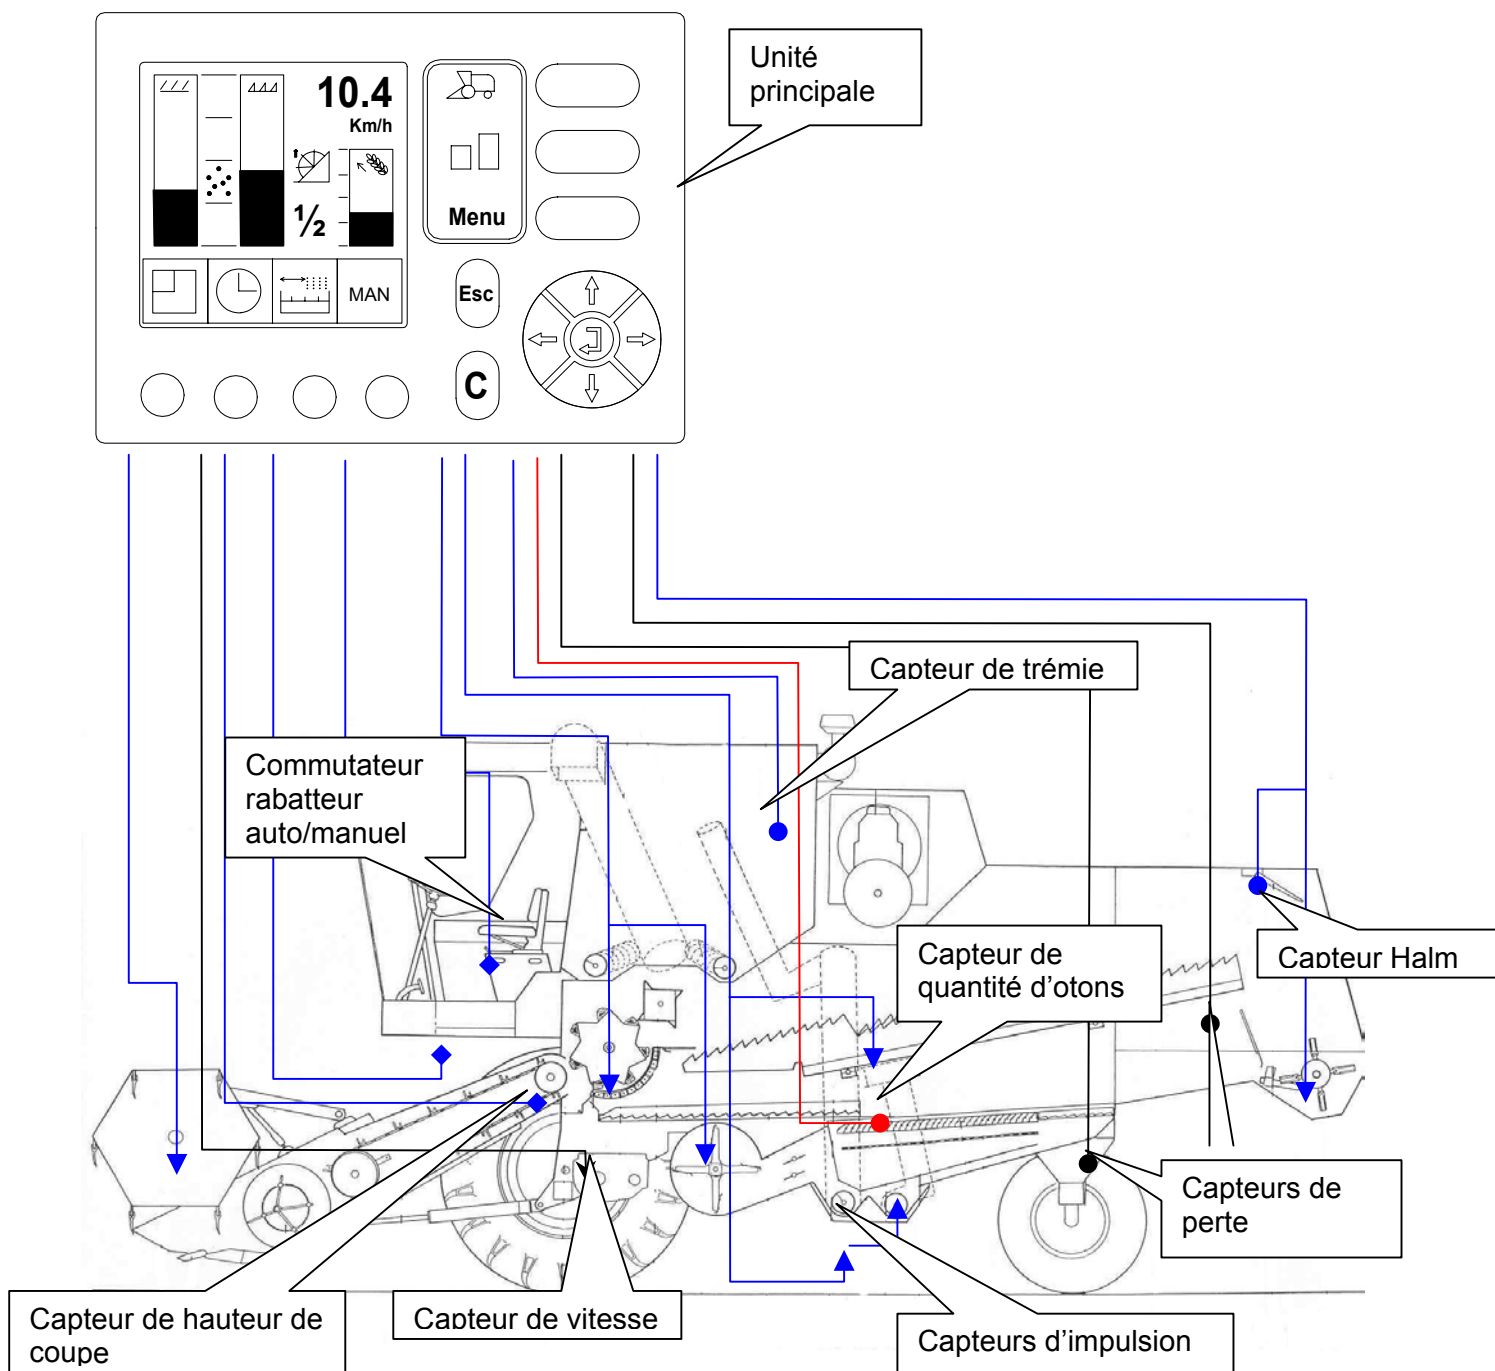 Unité
principale
10.4
Km/h
½
MAN
Menu
Esc
C
Capteur de trémie
Commutateur
rabatteur
auto/manuel
Capteur de
quantité d’otons
Capteur Halm
Capteurs de
perte
Capteur de hauteur de
coupe
Capteur de vitesse
Capteurs d’impulsion